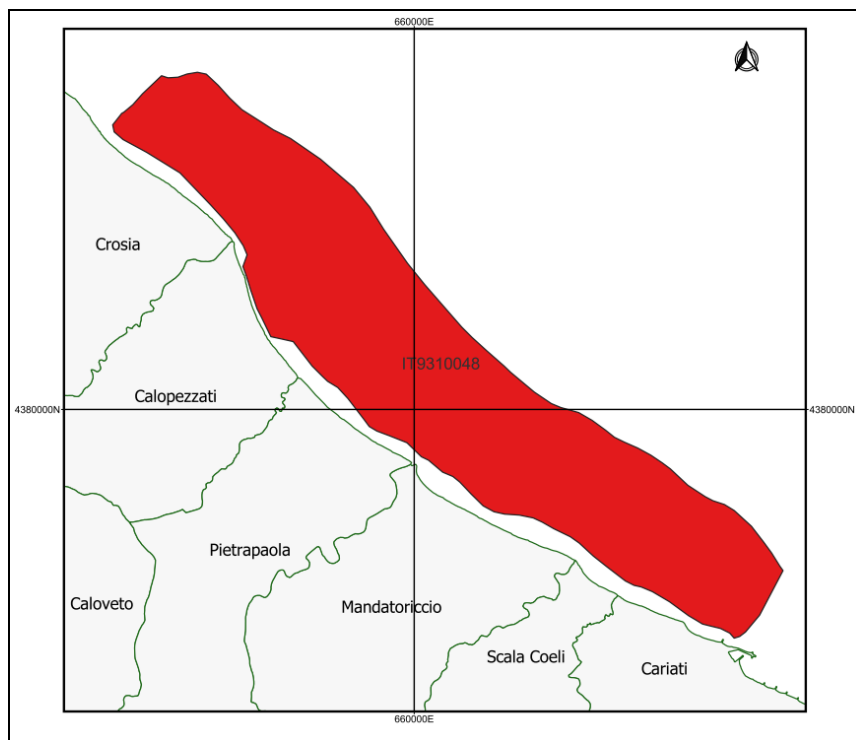 660000E
Crosia
IT9310048
Calopezzati
4380000N
4380000N
Pietrapaola
Caloveto
Mandatoriccio
Scala Coeli
Cariati
660000E